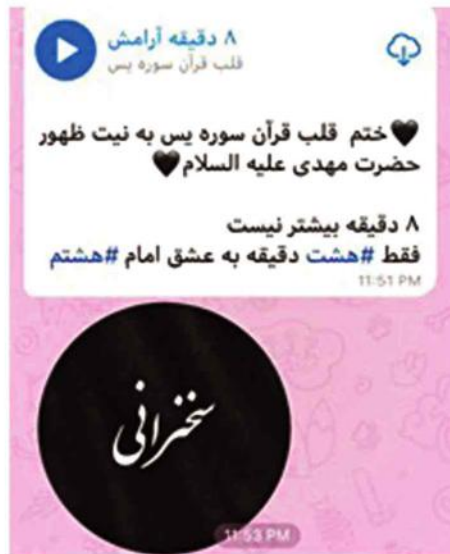 ۸ دقیقه آرامش
قلب قرآن سوره یس
🖤ختم قلب قرآن سوره یس به نیت ظهور
حضرت مهدی علیه السلام🖤
۸ دقیقه بیشتر نیست
فقط #هشت دقیقه به عشق امام #هشتم
11:51 PM
سخنرانی
11:53 PM